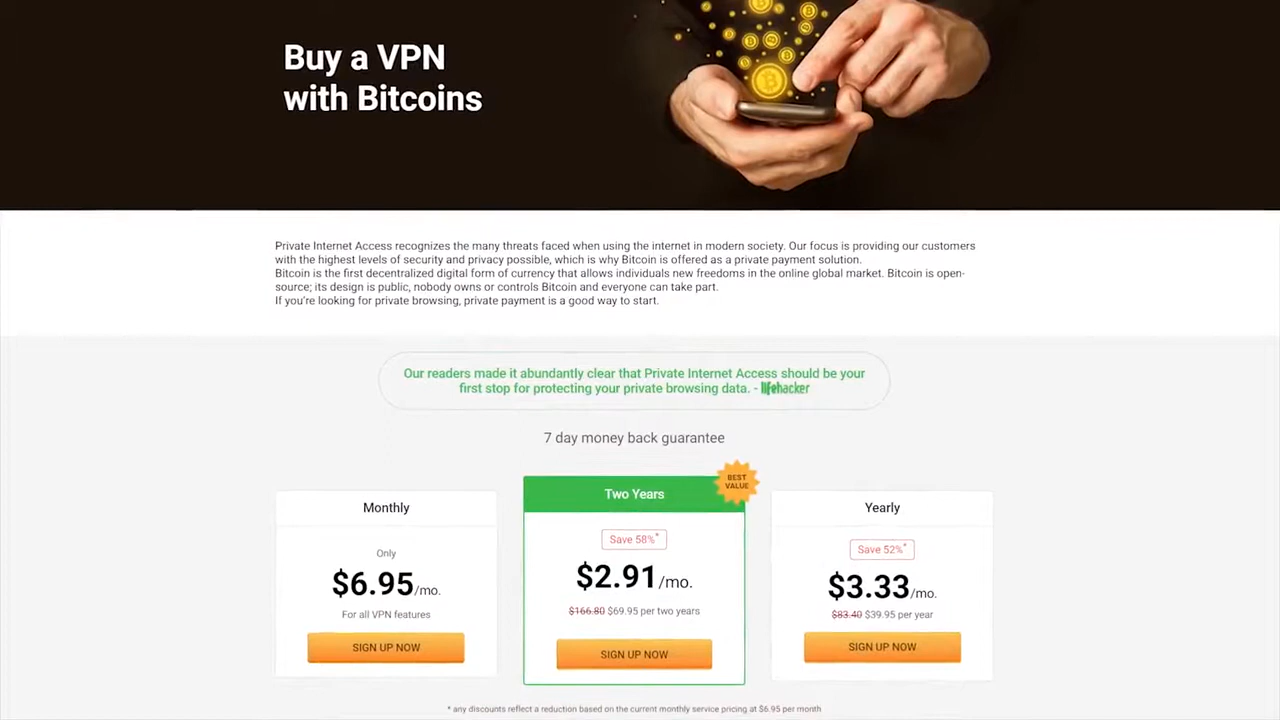 Buy a VPN
with Bitcoins
Private Internet Access recognizes the many threats faced when using the internet in modern society. Our focus is providing our customers
with the highest levels of security and privacy possible, which is why Bitcoin is offered as a private payment solution.
Bitcoin is the first decentralized digital form of currency that allows individuals new freedoms in the online global market. Bitcoin is open-
source; its design is public, nobody owns or controls Bitcoin and everyone can take part.
If you're looking for private browsing, private payment is a good way to start.
Our readers made it abundantly clear that Private Internet Access should be your
first stop for protecting your private browsing data. - lifehacker
7 day money back guarantee
Monthly
Only
$6.95/mo.
For all VPN features
SIGN UP NOW
BEST
VALUE
Two Years
Save 58%*
$2.91/mo.
$166.80 $69.95 per two years
SIGN UP NOW
Yearly
Save 52%*
$3.33/mo.
$83.40 $39.95 per year
SIGN UP NOW
* any discounts reflect a reduction based on the current monthly service pricing at $6.95 per month